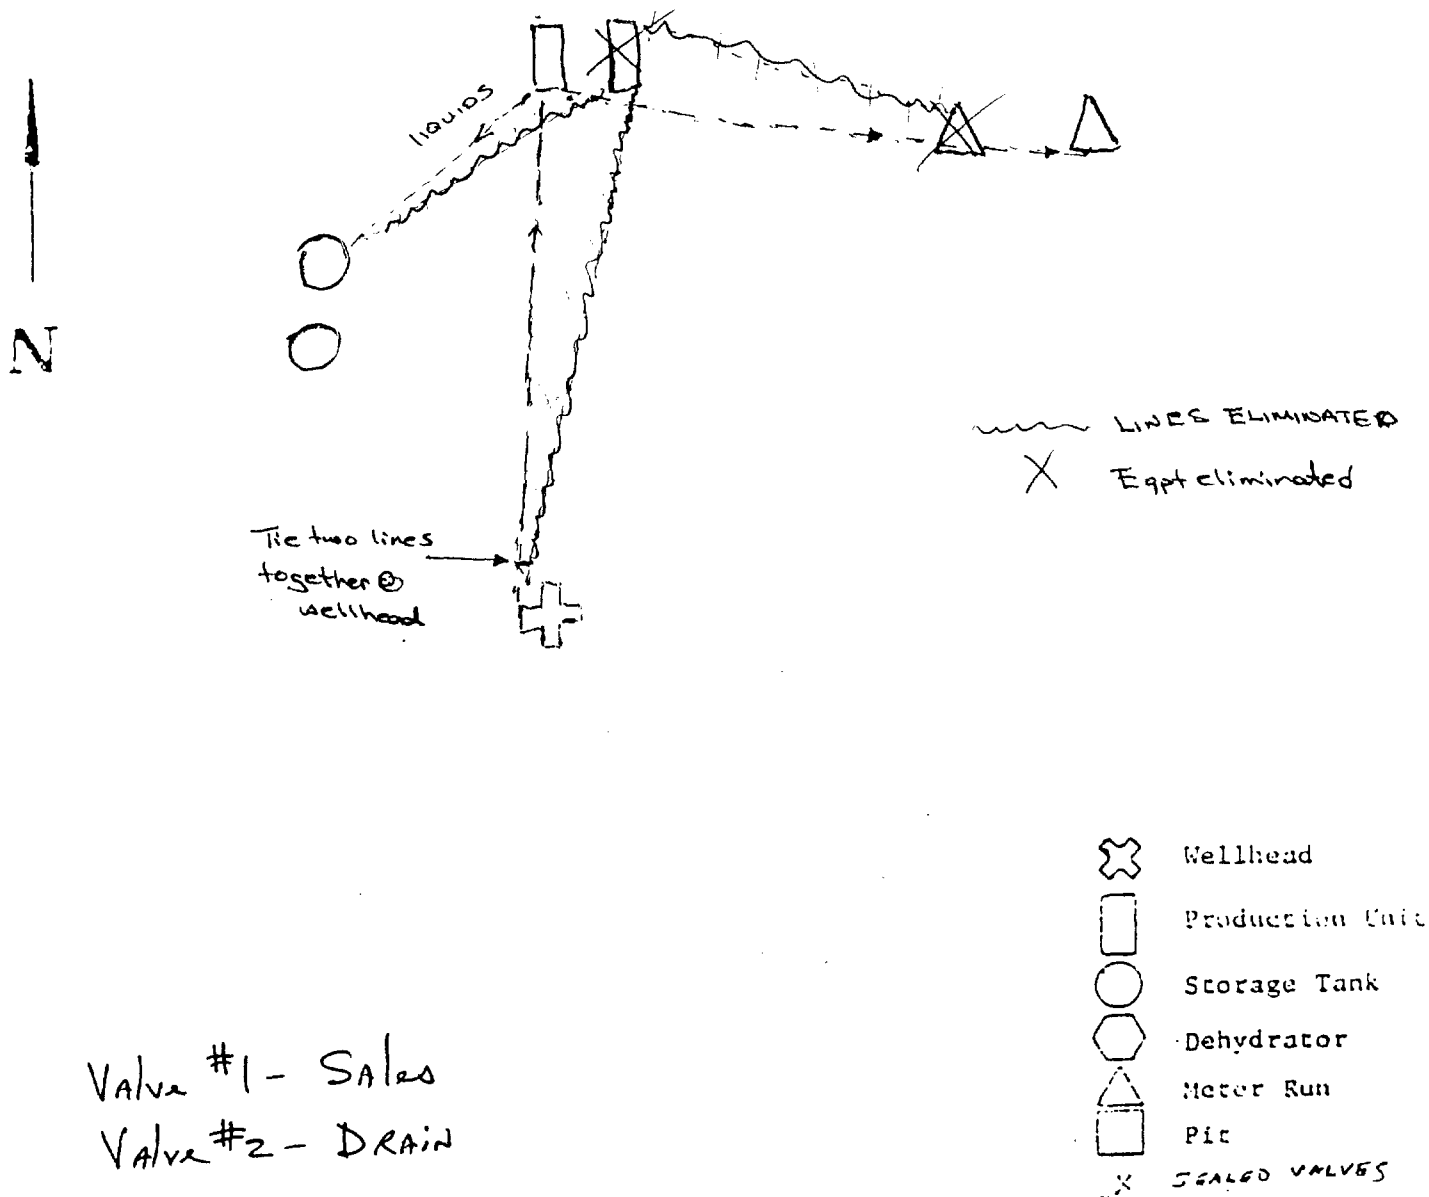 LIQUIDS
N
LINES ELIMINATED
X Eqpt eliminated
Tie two lines
together @
wellhead
Wellhead
Production Unit
Storage Tank
Dehydrator
Meter Run
Pit
SEALED VALVES
Valve #1 - Sales
Valve #2 - DRAIN